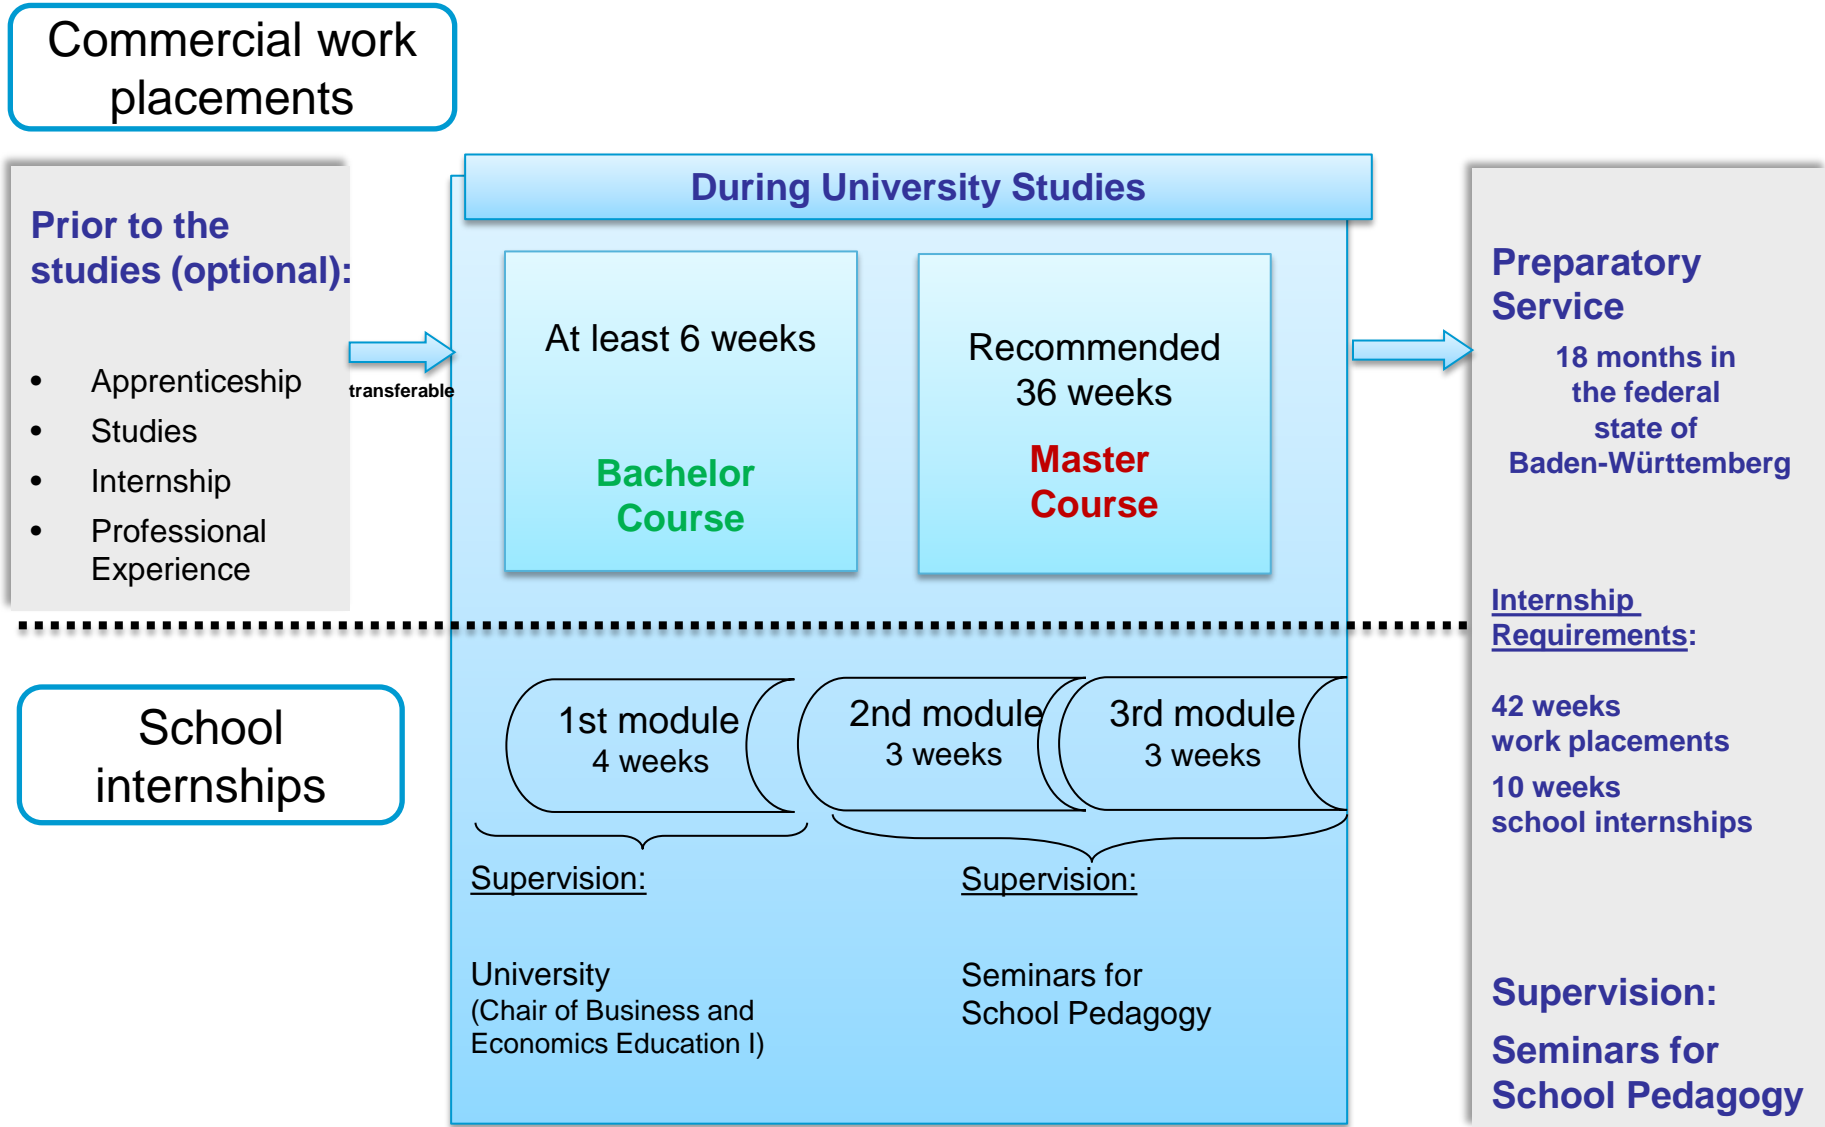 Commercial work
placements
Prior to the
studies (optional):
• Apprenticeship
• Studies
• Internship
• Professional
Experience
transferable
During University Studies
At least 6 weeks
Bachelor
Course
Recommended
36 weeks
Master
Course
Preparatory
Service
18 months in
the federal
state of
Baden-Württemberg
Internship
Requirements:
42 weeks
work placements
10 weeks
school internships
Supervision:
Seminars for
School Pedagogy
School
internships
1st module
4 weeks
2nd module
3 weeks
3rd module
3 weeks
Supervision:
University
(Chair of Business and
Economics Education I)
Supervision:
Seminars for
School Pedagogy